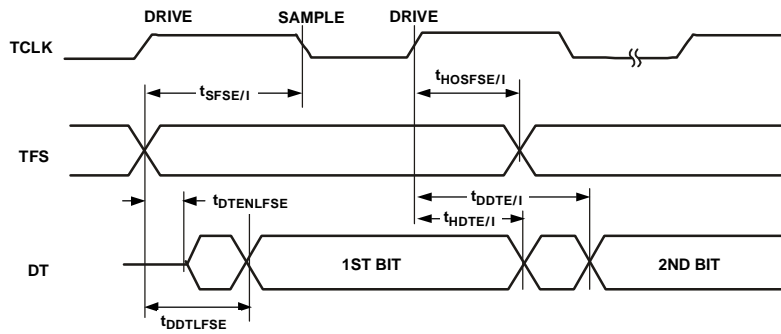 DRIVE SAMPLE DRIVE
TCLK
tSFSE/I
tHOSFSE/I
TFS
tDTENLFSE
tDDTE/I
tHDTE/I
DT
1ST BIT
2ND BIT
tDDTLFSE